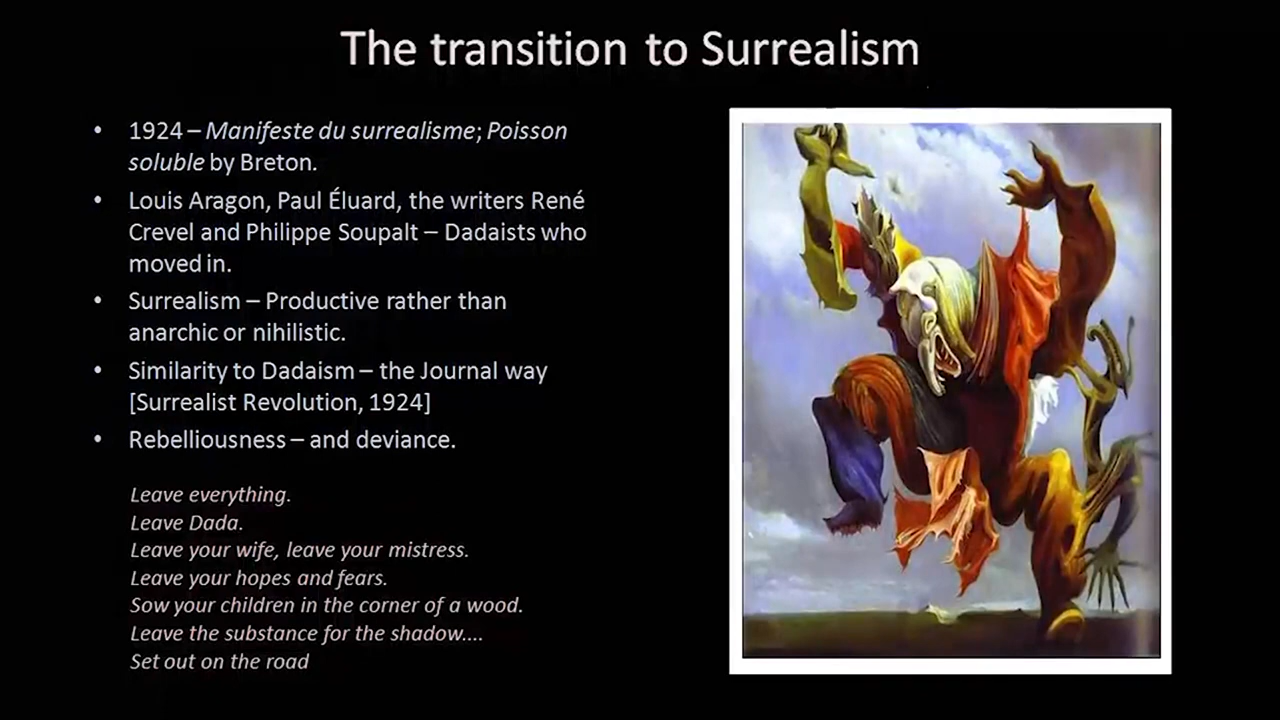 The transition to Surrealism
• 1924 – Manifeste du surrealisme; Poisson
soluble by Breton.
• Louis Aragon, Paul Éluard, the writers René
Crevel and Philippe Soupalt – Dadaists who
moved in.
• Surrealism – Productive rather than
anarchic or nihilistic.
• Similarity to Dadaism – the Journal way
[Surrealist Revolution, 1924]
• Rebelliousness – and deviance.
Leave everything.
Leave Dada.
Leave your wife, leave your mistress.
Leave your hopes and fears.
Sow your children in the corner of a wood.
Leave the substance for the shadow....
Set out on the road